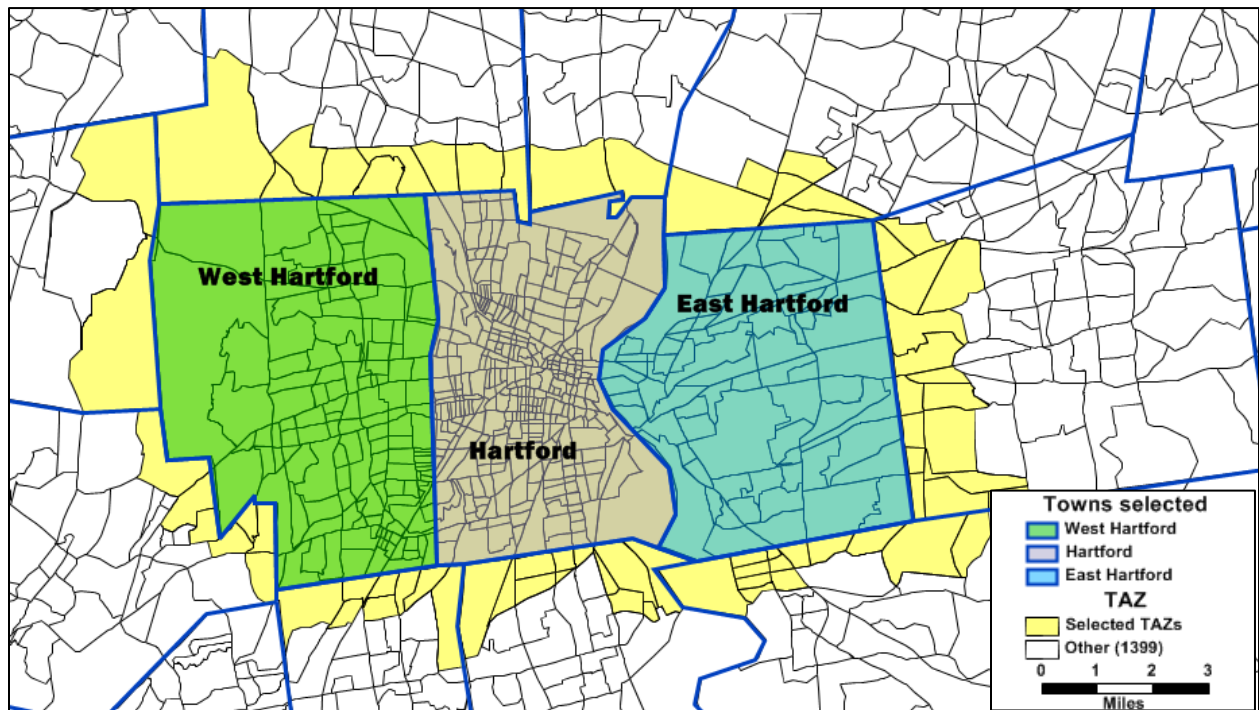 West Hartford
East Hartford
Hartford
Towns selected
West Hartford
Hartford
East Hartford
TAZ
Selected TAZs
Other (1399)
0 1 2 3
Miles